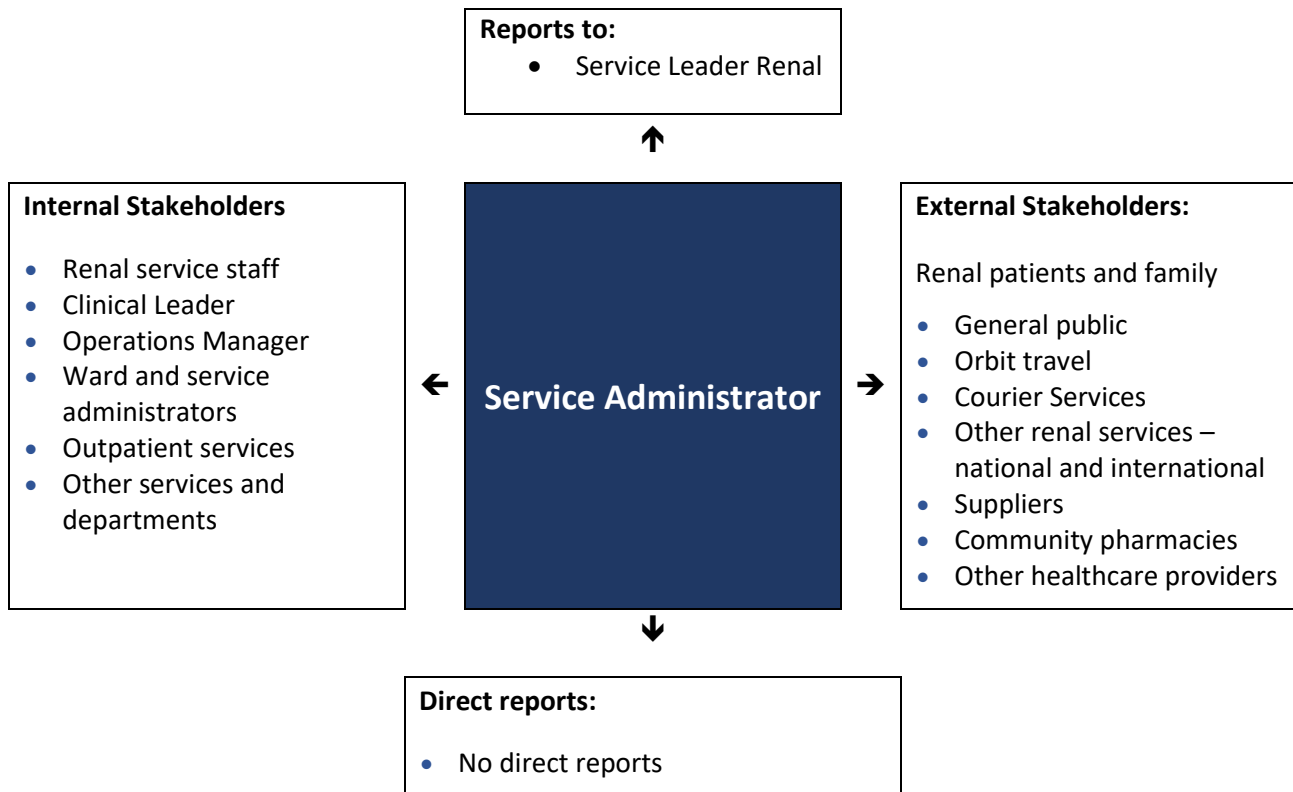 Reports to:
• Service Leader Renal
Internal Stakeholders
• Renal service staff
• Clinical Leader
• Operations Manager
• Ward and service
administrators
• Outpatient services
• Other services and
departments
Service Administrator
External Stakeholders:
Renal patients and family
• General public
• Orbit travel
• Courier Services
• Other renal services –
national and international
• Suppliers
• Community pharmacies
• Other healthcare providers
Direct reports:
• No direct reports